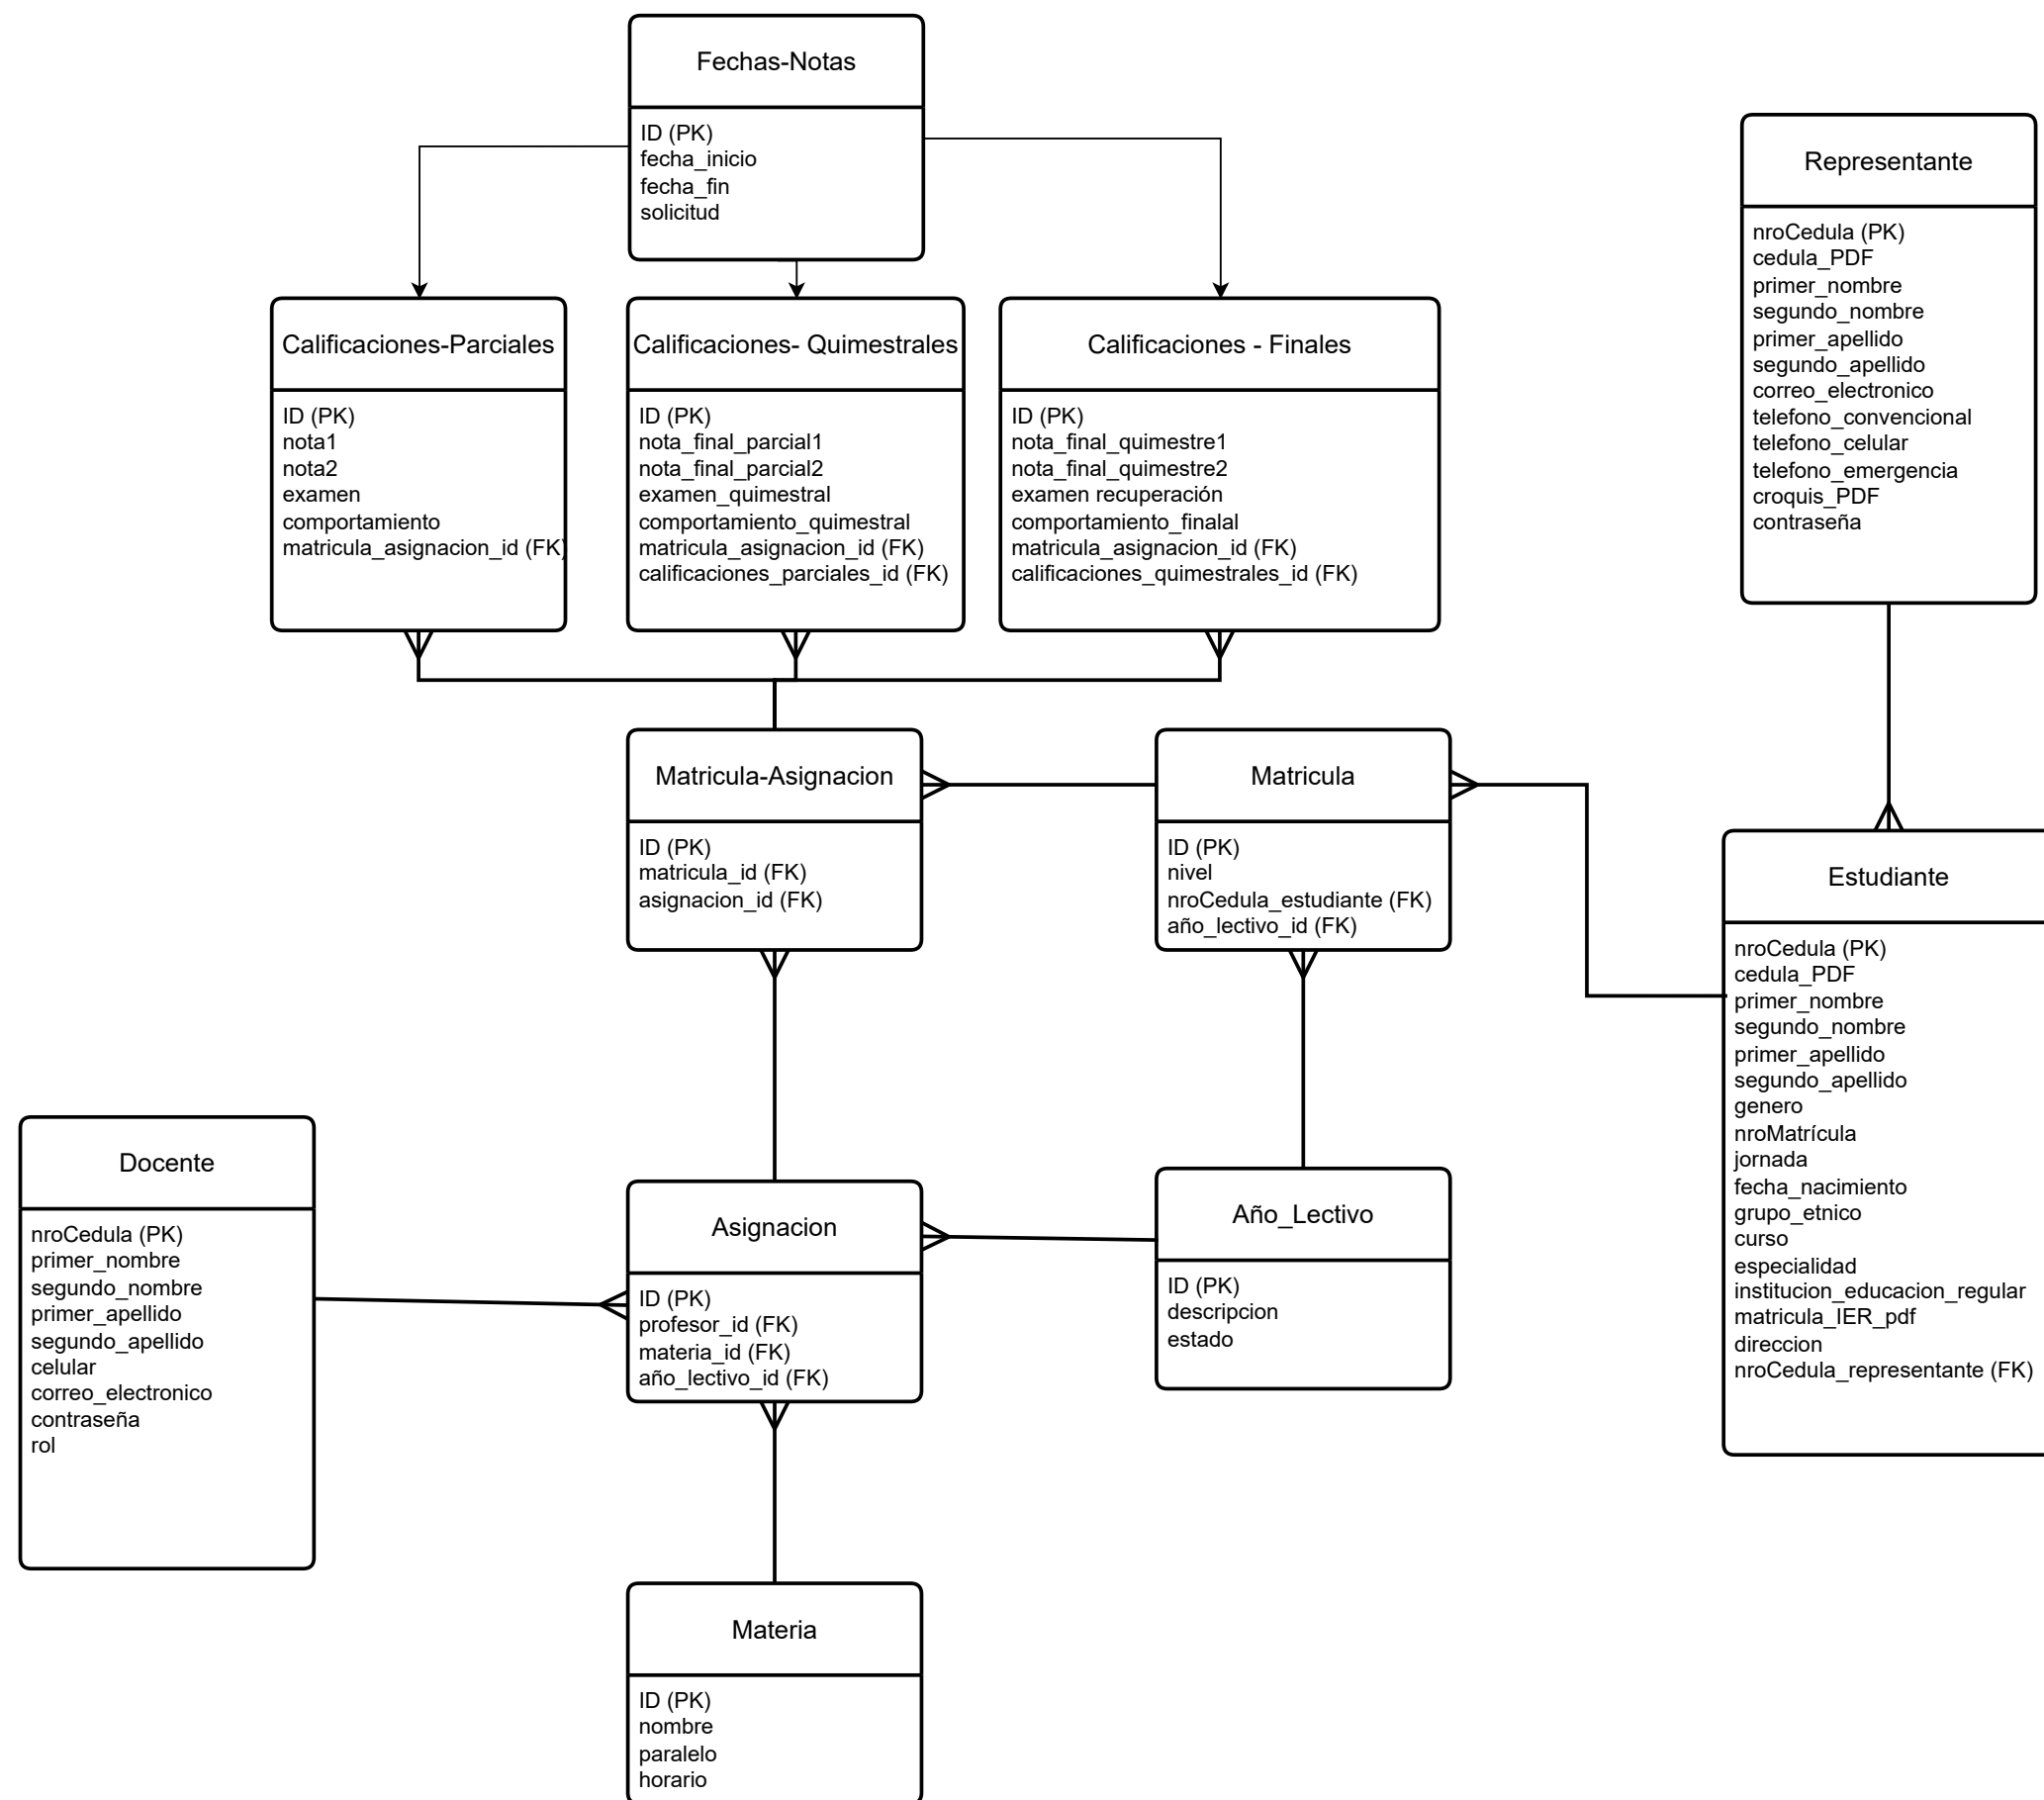 Fechas-Notas
ID (PK)
fecha_inicio
fecha_fin
solicitud
Representante
nroCedula (PK)
cedula_PDF
primer_nombre
segundo_nombre
primer_apellido
segundo_apellido
correo_electronico
telefono_convencional
telefono_celular
telefono_emergencia
croquis_PDF
contraseña
Calificaciones-Parciales
ID (PK)
nota1
nota2
examen
comportamiento
matricula_asignacion_id (FK)
Calificaciones- Quimestrales
ID (PK)
nota_final_parcial1
nota_final_parcial2
examen_quimestral
comportamiento_quimestral
matricula_asignacion_id (FK)
calificaciones_parciales_id (FK)
Calificaciones - Finales
ID (PK)
nota_final_quimestre1
nota_final_quimestre2
examen recuperación
comportamiento_finalal
matricula_asignacion_id (FK)
calificaciones_quimestrales_id (FK)
Matricula-Asignacion
ID (PK)
matricula_id (FK)
asignacion_id (FK)
Matricula
ID (PK)
nivel
nroCedula_estudiante (FK)
año_lectivo_id (FK)
Estudiante
nroCedula (PK)
cedula_PDF
primer_nombre
segundo_nombre
primer_apellido
segundo_apellido
genero
nroMatrícula
jornada
fecha_nacimiento
grupo_etnico
curso
especialidad
institucion_educacion_regular
matricula_IER_pdf
direccion
nroCedula_representante (FK)
Docente
nroCedula (PK)
primer_nombre
segundo_nombre
primer_apellido
segundo_apellido
celular
correo_electronico
contraseña
rol
Asignacion
ID (PK)
profesor_id (FK)
materia_id (FK)
año_lectivo_id (FK)
Año_Lectivo
ID (PK)
descripcion
estado
Materia
ID (PK)
nombre
paralelo
horario